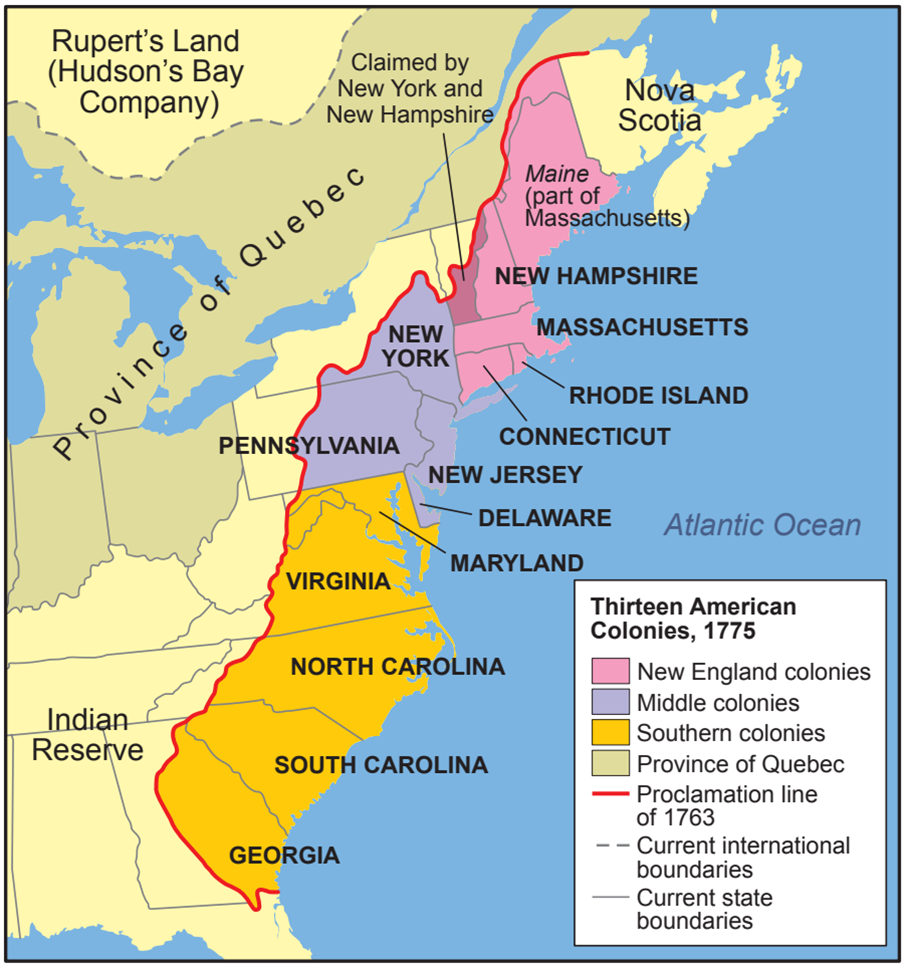 Rupert's Land
(Hudson's Bay
Company)
Claimed by
New York and
New Hampshire
Nova
Scotia
Maine
(part of
Massachusetts)
Province of Quebec
NEW HAMPSHIRE
MASSACHUSETTS
NEW
YORK
RHODE ISLAND
CONNECTICUT
PENNSYLVANIA
NEW JERSEY
DELAWARE
Atlantic Ocean
MARYLAND
VIRGINIA
NORTH CAROLINA
Indian
Reserve
SOUTH CAROLINA
GEORGIA
Thirteen American
Colonies, 1775
New England colonies
Middle colonies
Southern colonies
Province of Quebec
Proclamation line
of 1763
Current international
boundaries
Current state
boundaries